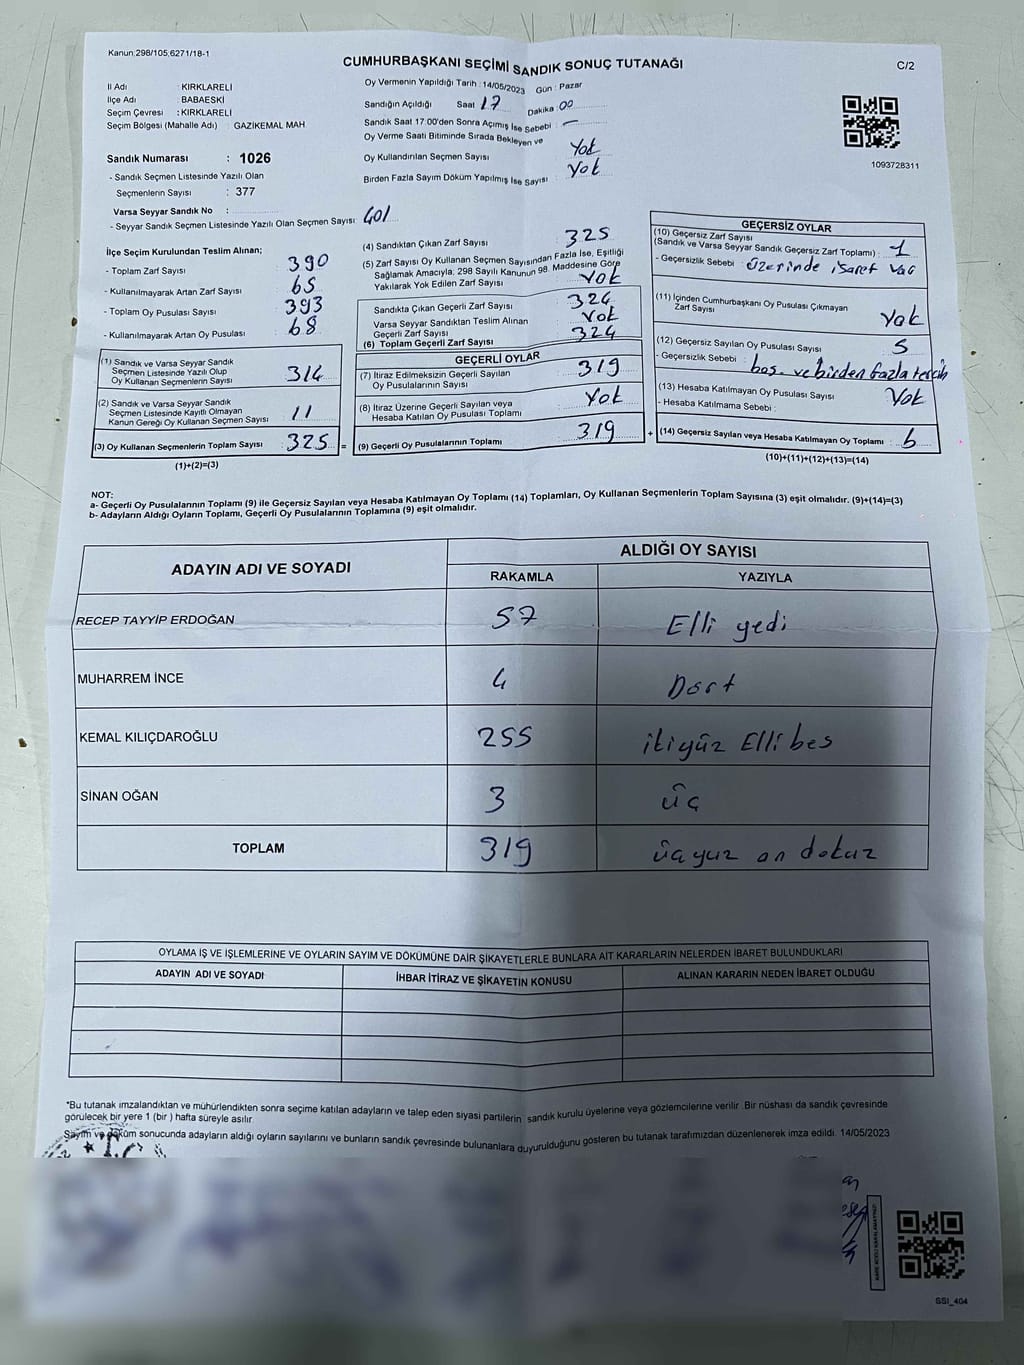 Kanun:298/105,6271/18-1
CUMHURBAŞKANI SEÇİMİ SANDIK SONUÇ TUTANAĞI
C/2
İl Adı : KIRKLARELİ
İlçe Adı : BABAESKİ
Seçim Çevresi : KIRKLARELİ
Seçim Bölgesi (Mahalle Adı) GAZİKEMAL MAH
Oy Vermenin Yapıldığı Tarih : 14/05/2023 Gün : Pazar
Sandığın Açıldığı Saat 17 Dakika : 00
Sandık Saat 17:00'den Sonra Açılmış İse Sebebi : —
Oy Verme Saati Bitiminde Sırada Bekleyen ve
Oy Kullandırılan Seçmen Sayısı Yok
Birden Fazla Sayım Döküm Yapılmış İse Sayısı Yok
1093728311
Sandık Numarası : 1026
- Sandık Seçmen Listesinde Yazılı Olan
Seçmenlerin Sayısı : 377
Varsa Seyyar Sandık No :
- Seyyar Sandık Seçmen Listesinde Yazılı Olan Seçmen Sayısı:
İlçe Seçim Kurulundan Teslim Alınan;
- Toplam Zarf Sayısı 390
- Kullanılmayarak Artan Zarf Sayısı 65
- Toplam Oy Pusulası Sayısı : 393
- Kullanılmayarak Artan Oy Pusulası : 68
(1) Sandık ve Varsa Seyyar Sandık
Seçmen Listesinde Yazılı Olup
Oy Kullanan Seçmenlerin Sayısı 314
(2) Sandık ve Varsa Seyyar Sandık
Seçmen Listesinde Kayıtlı Olmayan
Kanun Gereği Oy Kullanan Seçmen Sayısı 11
(3) Oy Kullanan Seçmenlerin Toplam Sayısı 325 =
(1)+(2)=(3)
(4) Sandıktan Çıkan Zarf Sayısı 325
(5) Zarf Sayısı Oy Kullanan Seçmen Sayısından Fazla İse, Eşitliği
Sağlamak Amacıyla; 298 Sayılı Kanunun 98. Maddesine Göre
Yakılarak Yok Edilen Zarf Sayısı Yok
Sandıkta Çıkan Geçerli Zarf Sayısı : 324
Varsa Seyyar Sandıktan Teslim Alınan
Geçerli Zarf Sayısı : Yok
(6) Toplam Geçerli Zarf Sayısı : 324
GEÇERLİ OYLAR
(7) İtiraz Edilmeksizin Geçerli Sayılan
Oy Pusulalarının Sayısı : 319
(8) İtiraz Üzerine Geçerli Sayılan veya
Hesaba Katılan Oy Pusulası Toplamı : Yok
(9) Geçerli Oy Pusulalarının Toplamı : 319 +
GEÇERSİZ OYLAR
(10) Geçersiz Zarf Sayısı
(Sandık ve Varsa Seyyar Sandık Geçersiz Zarf Toplamı) : 1
- Geçersizlik Sebebi : üzerinde işaret var
(11) İçinden Cumhurbaşkanı Oy Pusulası Çıkmayan
Zarf Sayısı Yok
(12) Geçersiz Sayılan Oy Pusulası Sayısı : 5
- Geçersizlik Sebebi : boş ve birden fazla tercih
(13) Hesaba Katılmayan Oy Pusulası Sayısı Yok
- Hesaba Katılmama Sebebi :
(14) Geçersiz Sayılan veya Hesaba Katılmayan Oy Toplamı : 6
(10)+(11)+(12)+(13)=(14)
NOT:
a- Geçerli Oy Pusulalarının Toplamı (9) ile Geçersiz Sayılan veya Hesaba Katılmayan Oy Toplamı (14) Toplamları, Oy Kullanan Seçmenlerin Toplam Sayısına (3) eşit olmalıdır. (9)+(14)=(3)
b- Adayların Aldığı Oyların Toplamı, Geçerli Oy Pusulalarının Toplamına (9) eşit olmalıdır.
ADAYIN ADI VE SOYADI
ALDIĞI OY SAYISI
RAKAMLA YAZIYLA
RECEP TAYYİP ERDOĞAN 57 Elli yedi
MUHARREM İNCE 4 Dört
KEMAL KILIÇDAROĞLU 255 ikiyüz Elli beş
SİNAN OĞAN 3 üç
TOPLAM 319 üçyuz on dokuz
OYLAMA İŞ VE İŞLEMLERİNE VE OYLARIN SAYIM VE DÖKÜMÜNE DAİR ŞİKAYETLERLE BUNLARA AİT KARARLARIN NELERDEN İBARET BULUNDUKLARI
ADAYIN ADI VE SOYADI İHBAR İTİRAZ VE ŞİKAYETİN KONUSU ALINAN KARARIN NEDEN İBARET OLDUĞU
*Bu tutanak imzalandıktan ve mühürlendikten sonra seçime katılan adayların ve talep eden siyasi partilerin sandık kurulu üyelerine veya gözlemcilerine verilir. Bir nüshası da sandık çevresinde
görülecek bir yere 1 (bir ) hafta süreyle asılır.
Sayım ve döküm sonucunda adayların aldığı oyların sayılarını ve bunların sandık çevresinde bulunanlara duyurulduğunu gösteren bu tutanak tarafımızdan düzenlenerek imza edildi. 14/05/2023
SSI_404